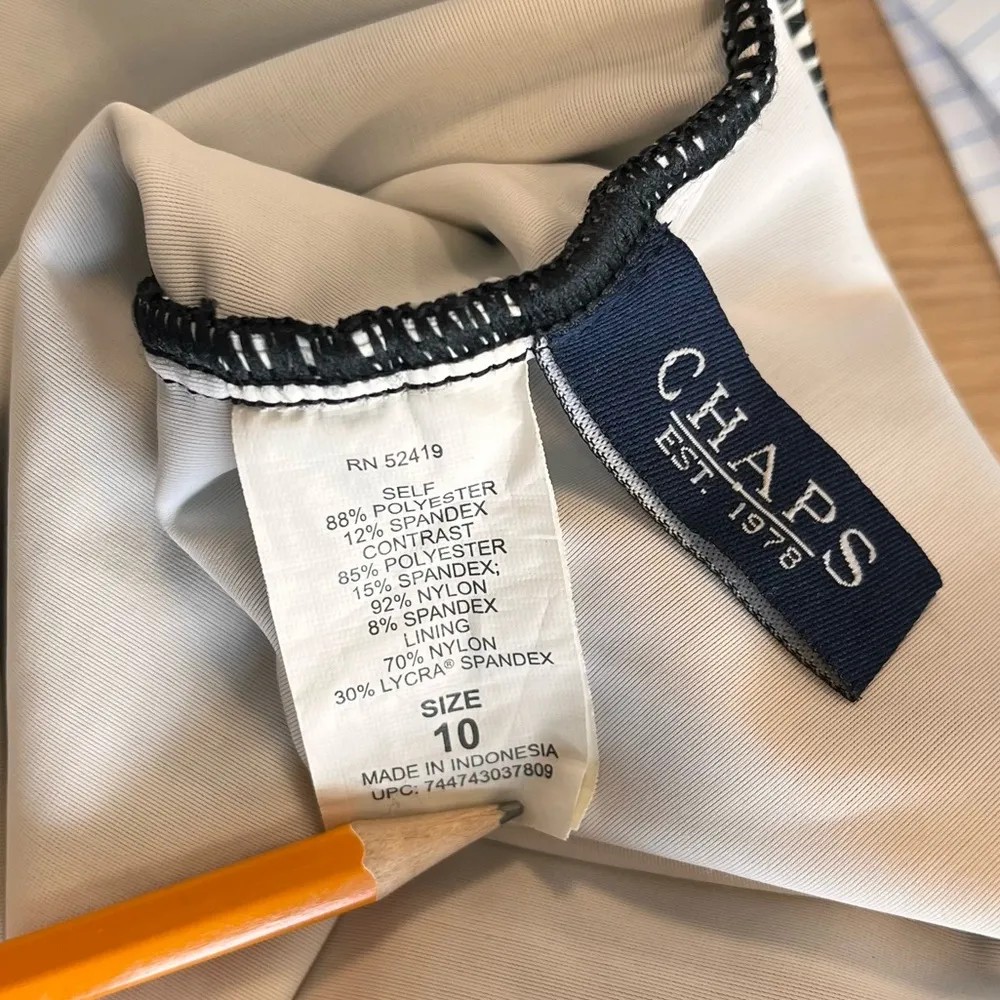 RN 52419
SELF
88% POLYESTER
12% SPANDEX
CONTRAST
85% POLYESTER
15% SPANDEX;
92% NYLON
8% SPANDEX
LINING
70% NYLON
30% LYCRA® SPANDEX
SIZE
10
MADE IN INDONESIA
UPC: 744743037809
CHAPS
EST. 1978